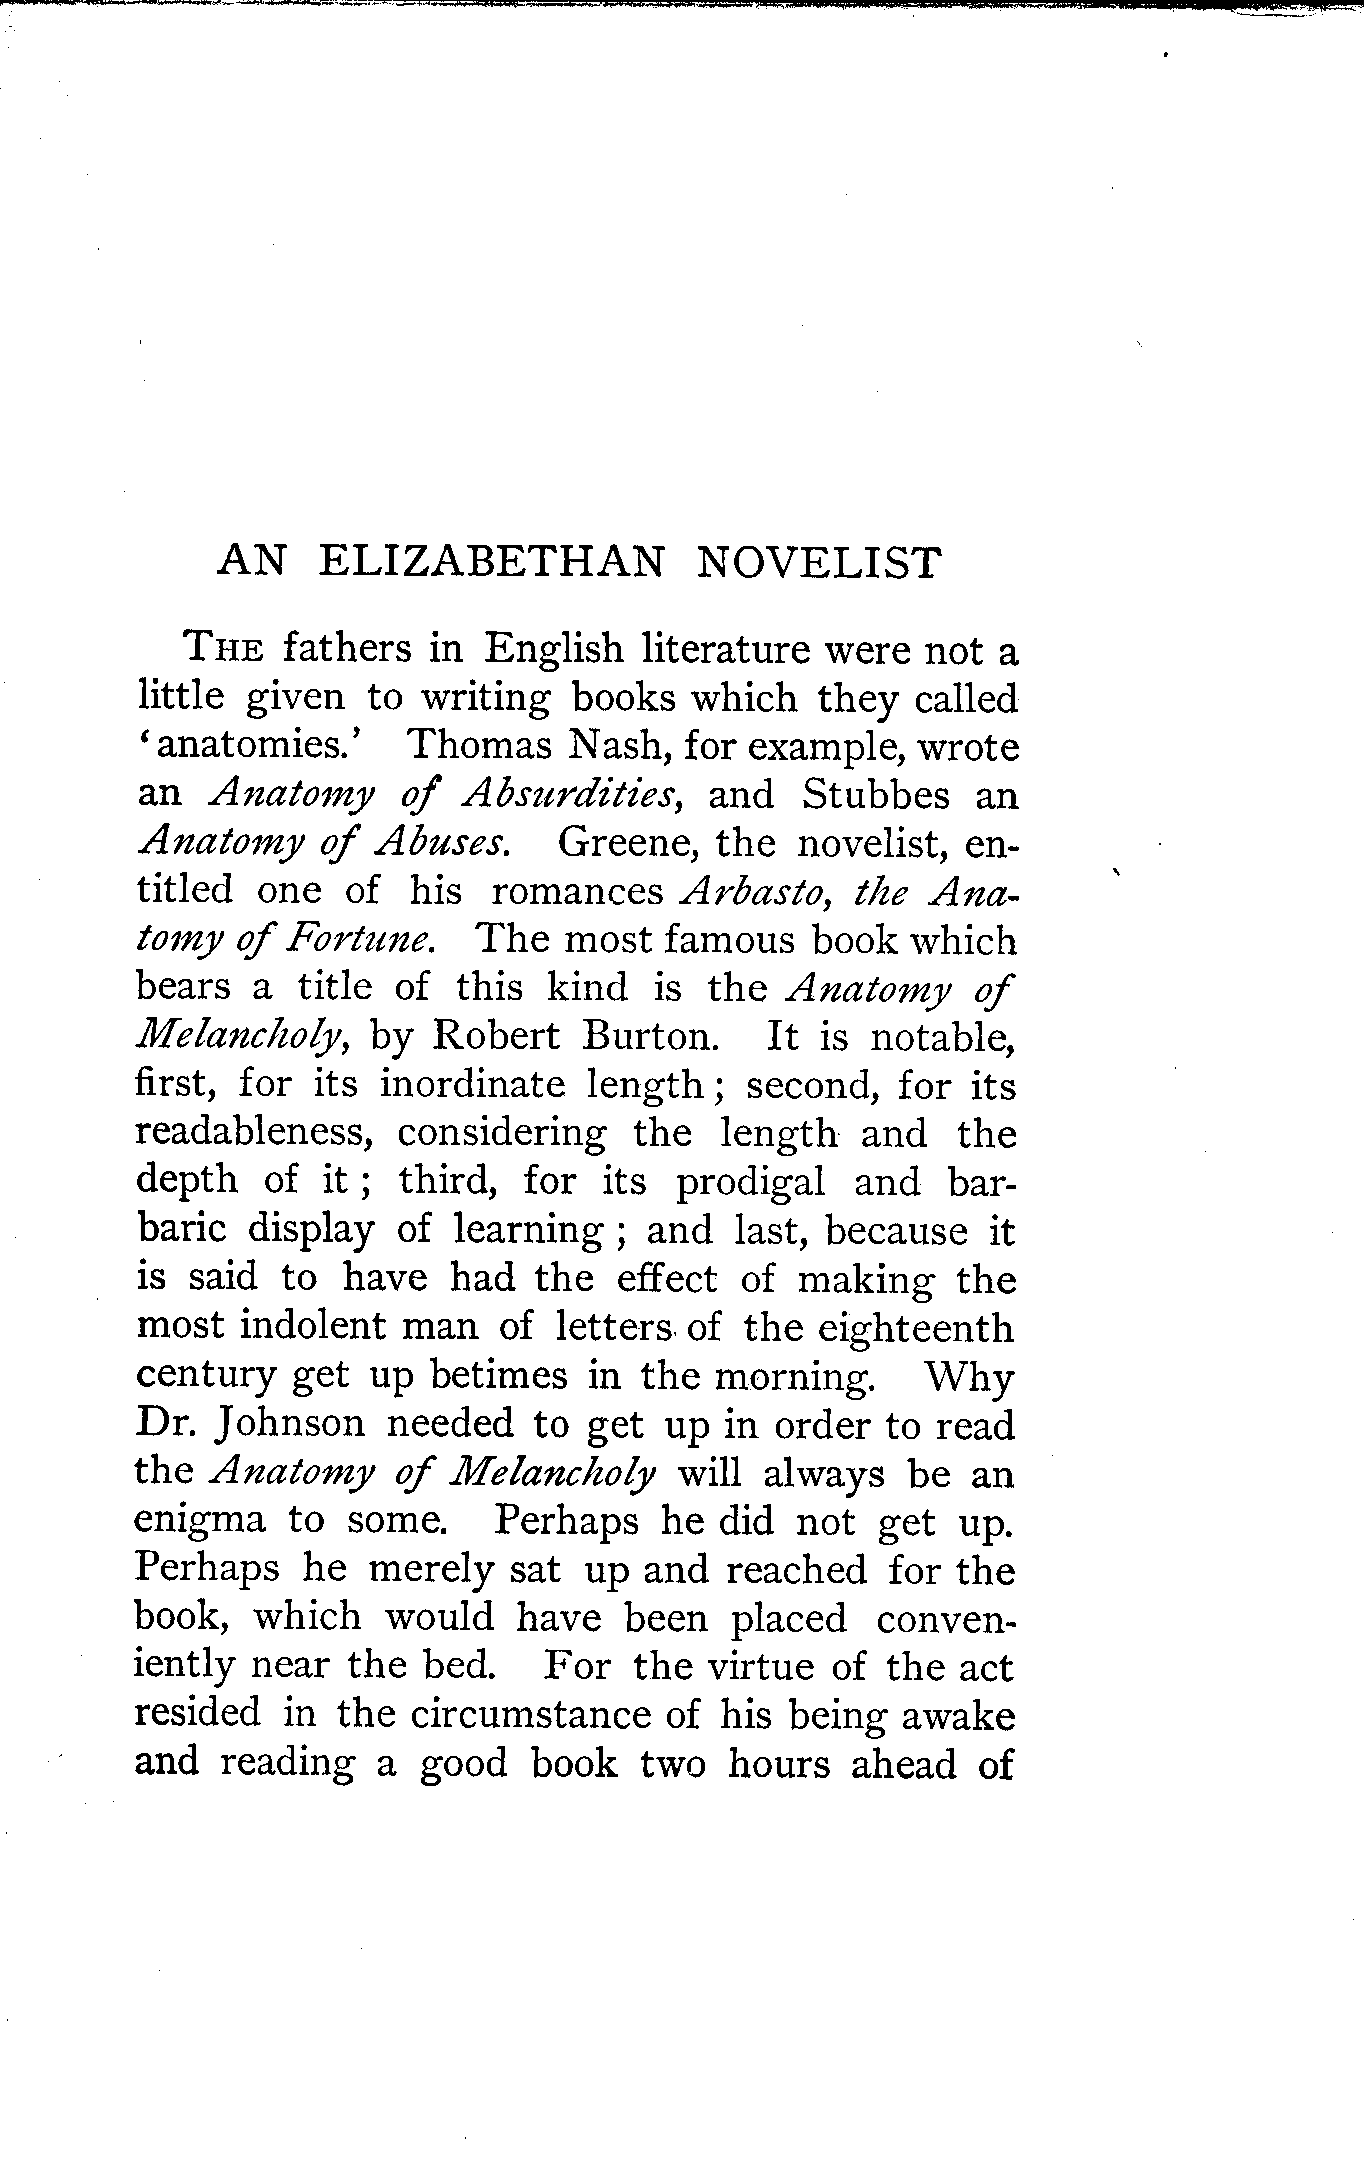 AN ELIZABETHAN NOVELIST
THE fathers in English literature were not a
little given to writing books which they called
‘anatomies.’ Thomas Nash, for example, wrote
an Anatomy of Absurdities, and Stubbes an
Anatomy of Abuses. Greene, the novelist, en-
titled one of his romances Arbasto, the Ana-
tomy of Fortune. The most famous book which
bears a title of this kind is the Anatomy of
Melancholy, by Robert Burton. It is notable,
first, for its inordinate length ; second, for its
readableness, considering the length and the
depth of it ; third, for its prodigal and bar-
baric display of learning ; and last, because it
is said to have had the effect of making the
most indolent man of letters of the eighteenth
century get up betimes in the morning. Why
Dr. Johnson needed to get up in order to read
the Anatomy of Melancholy will always be an
enigma to some. Perhaps he did not get up.
Perhaps he merely sat up and reached for the
book, which would have been placed conven-
iently near the bed. For the virtue of the act
resided in the circumstance of his being awake
and reading a good book two hours ahead of